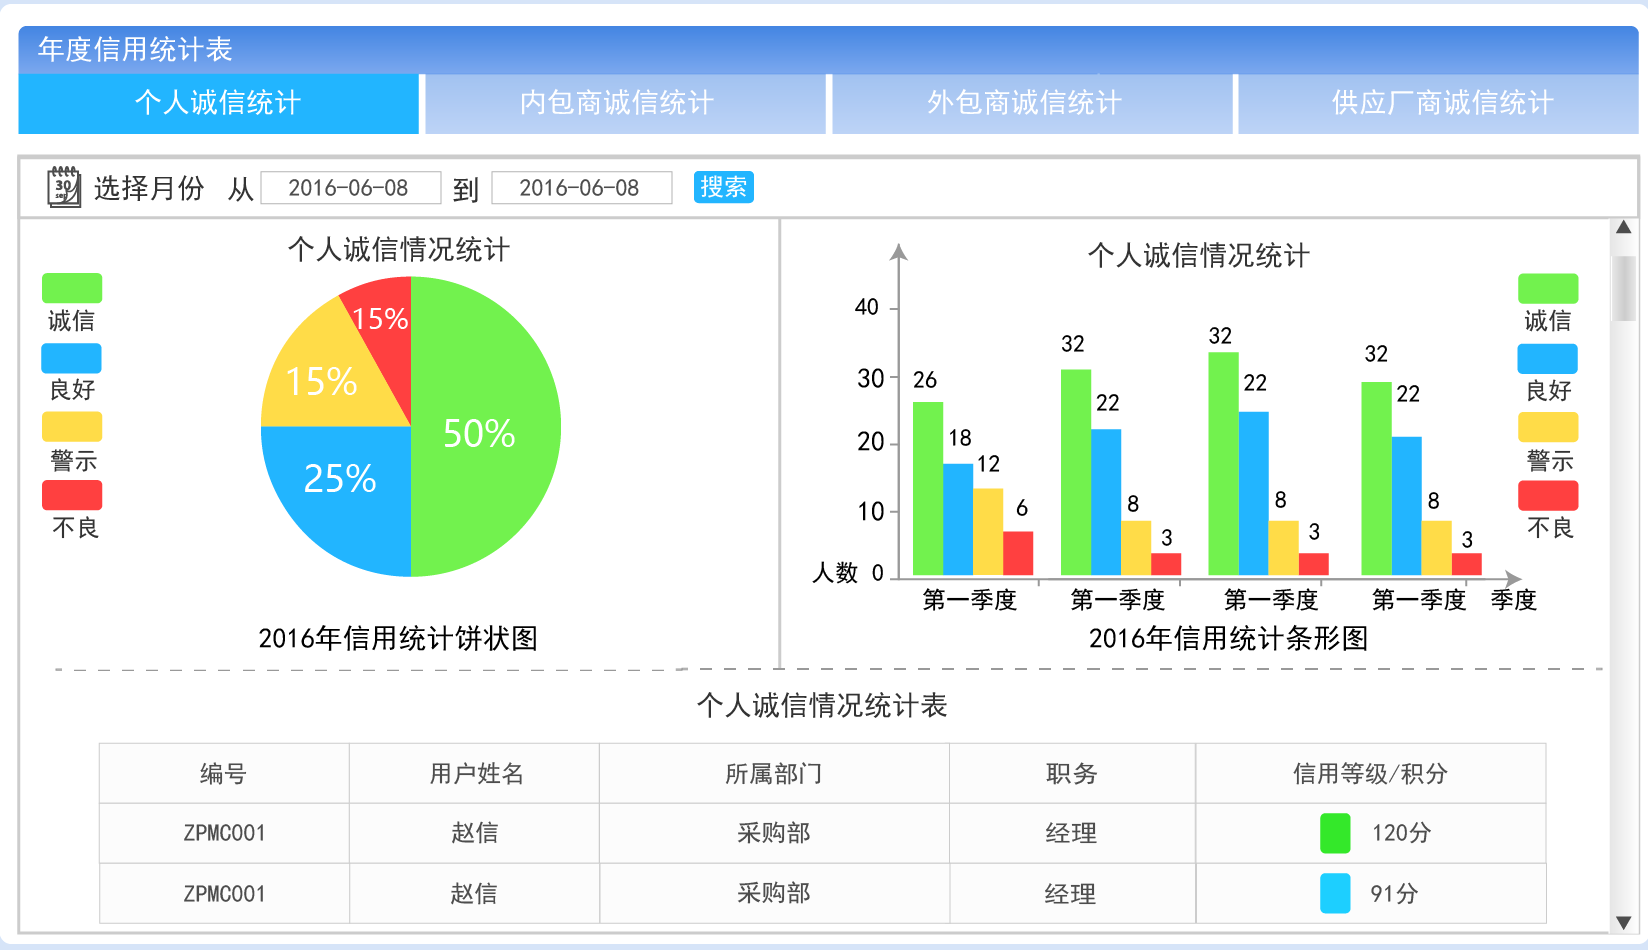 年度信用统计表
个人诚信统计 内包商诚信统计 外包商诚信统计 供应厂商诚信统计
30 sep 选择月份 从 2016-06-08 到 2016-06-08 搜索
个人诚信情况统计
诚信
良好
警示
不良
15%
15%
50%
25%
2016年信用统计饼状图
个人诚信情况统计
40
30
20
10
人数 0
26 18 12 6
32 22 8 3
32 22 8 3
32 22 8 3
第一季度 第一季度 第一季度 第一季度 季度
诚信
良好
警示
不良
2016年信用统计条形图
个人诚信情况统计表
编号 用户姓名 所属部门 职务 信用等级/积分
ZPMC001 赵信 采购部 经理 120分
ZPMC001 赵信 采购部 经理 91分